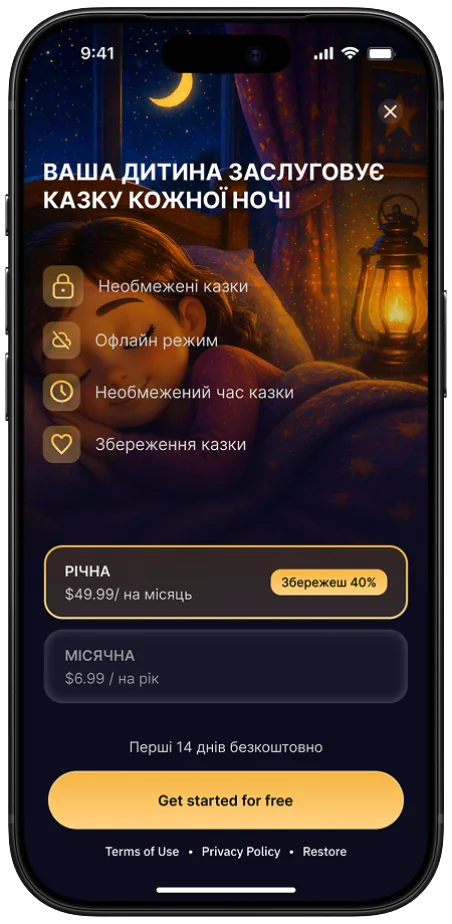 9:41
ВАША ДИТИНА ЗАСЛУГОВУЄ
КАЗКУ КОЖНОЇ НОЧІ
Необмежені казки
Офлайн режим
Необмежений час казки
Збереження казки
РІЧНА
$49.99/ на місяць
Збережеш 40%
МІСЯЧНА
$6.99 / на рік
Перші 14 днів безкоштовно
Get started for free
Terms of Use • Privacy Policy • Restore